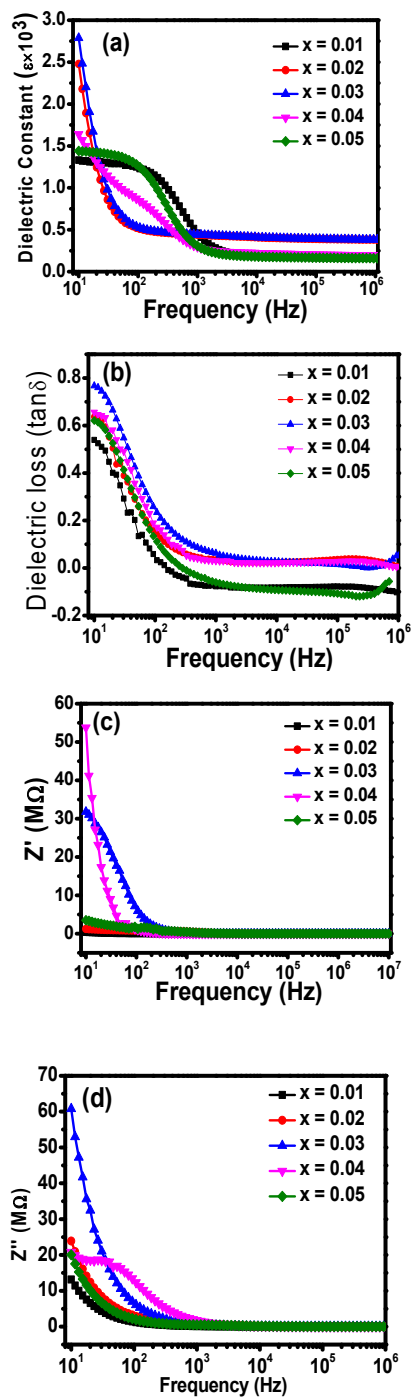 (a)
x = 0.01
x = 0.02
x = 0.03
x = 0.04
x = 0.05
Dielectric Constant (ε×10³)
3.0
2.5
2.0
1.5
1.0
0.5
0.0
10¹ 10² 10³ 10⁴ 10⁵ 10⁶
Frequency (Hz)
(b)
x = 0.01
x = 0.02
x = 0.03
x = 0.04
x = 0.05
Dielectric loss (tanδ)
0.8
0.6
0.4
0.2
0.0
-0.2
10¹ 10² 10³ 10⁴ 10⁵ 10⁶
Frequency (Hz)
(c)
x = 0.01
x = 0.02
x = 0.03
x = 0.04
x = 0.05
Z' (MΩ)
60
50
40
30
20
10
0
10¹ 10² 10³ 10⁴ 10⁵ 10⁶ 10⁷
Frequency (Hz)
(d)
x = 0.01
x = 0.02
x = 0.03
x = 0.04
x = 0.05
Z'' (MΩ)
70
60
50
40
30
20
10
0
10¹ 10² 10³ 10⁴ 10⁵ 10⁶
Frequency (Hz)